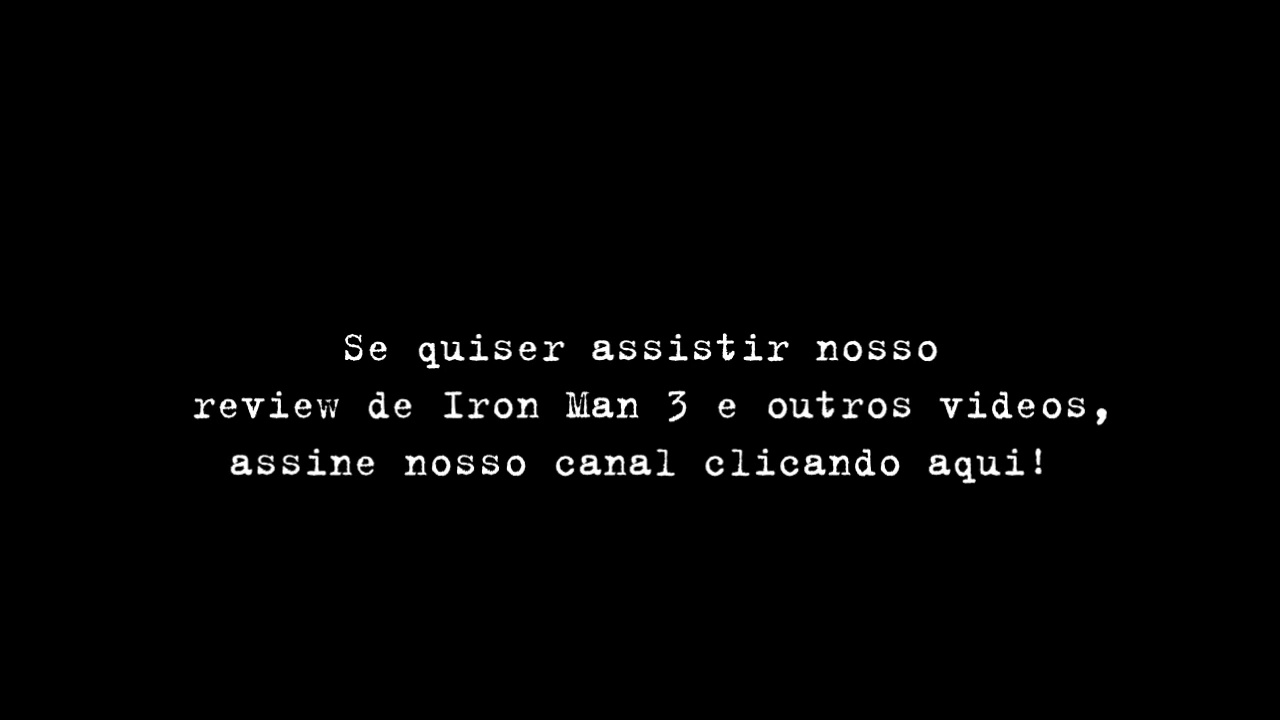 Se quiser assistir nosso
review de Iron Man 3 e outros videos,
assine nosso canal clicando aqui!